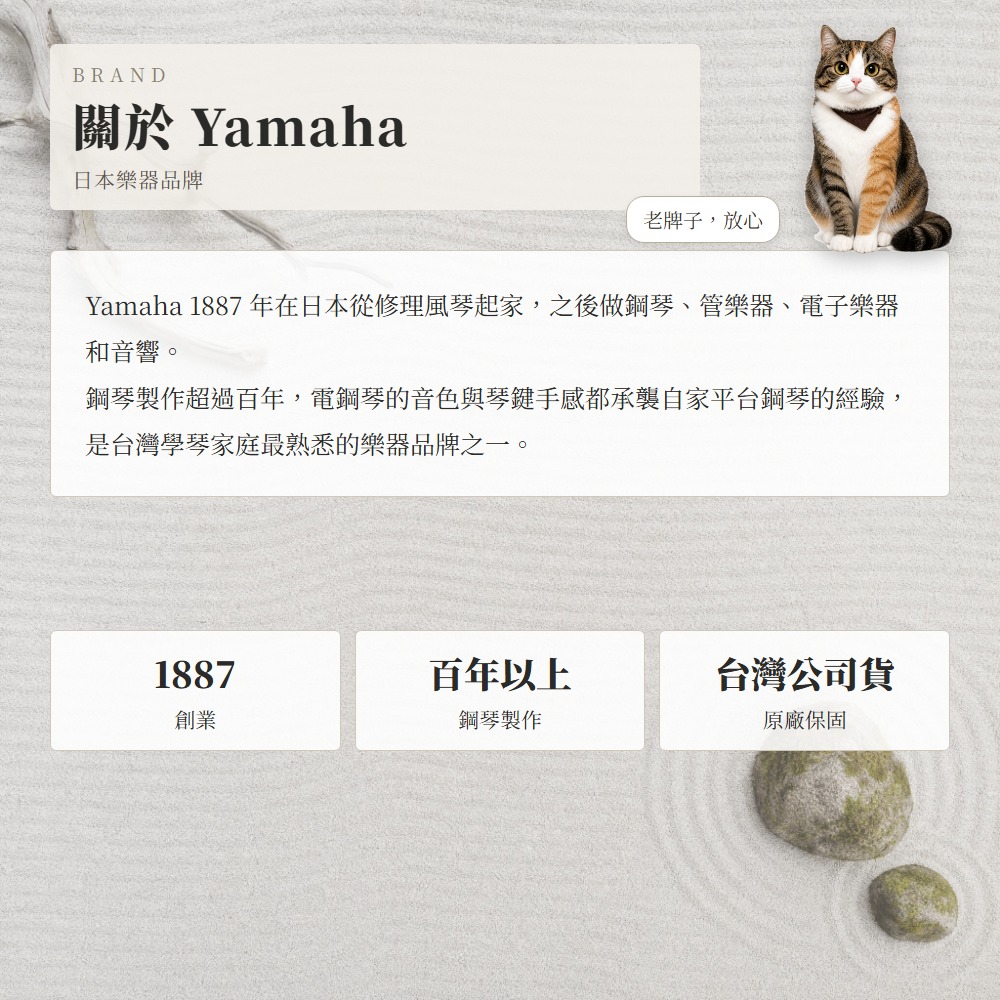 BRAND
關於 Yamaha
日本樂器品牌
老牌子，放心
Yamaha 1887 年在日本從修理風琴起家，之後做鋼琴、管樂器、電子樂器
和音響。
鋼琴製作超過百年，電鋼琴的音色與琴鍵手感都承襲自家平台鋼琴的經驗，
是台灣學琴家庭最熟悉的樂器品牌之一。
1887
創業
百年以上
鋼琴製作
台灣公司貨
原廠保固